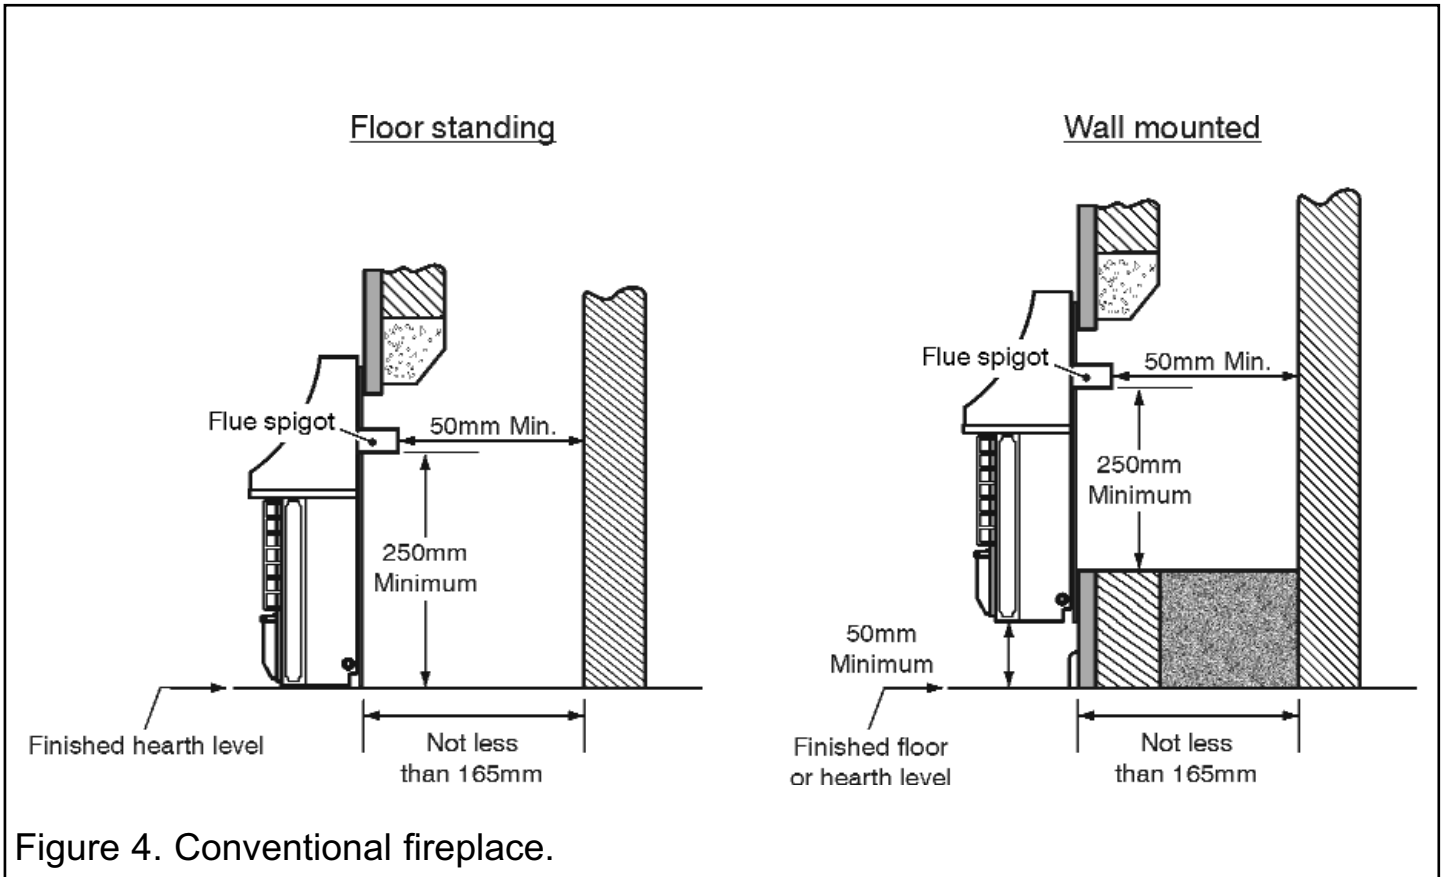 Floor standing
Flue spigot
50mm Min.
250mm
Minimum
Finished hearth level
Not less
than 165mm
Wall mounted
Flue spigot
50mm Min.
250mm
Minimum
50mm
Minimum
Finished floor
or hearth level
Not less
than 165mm
Figure 4. Conventional fireplace.